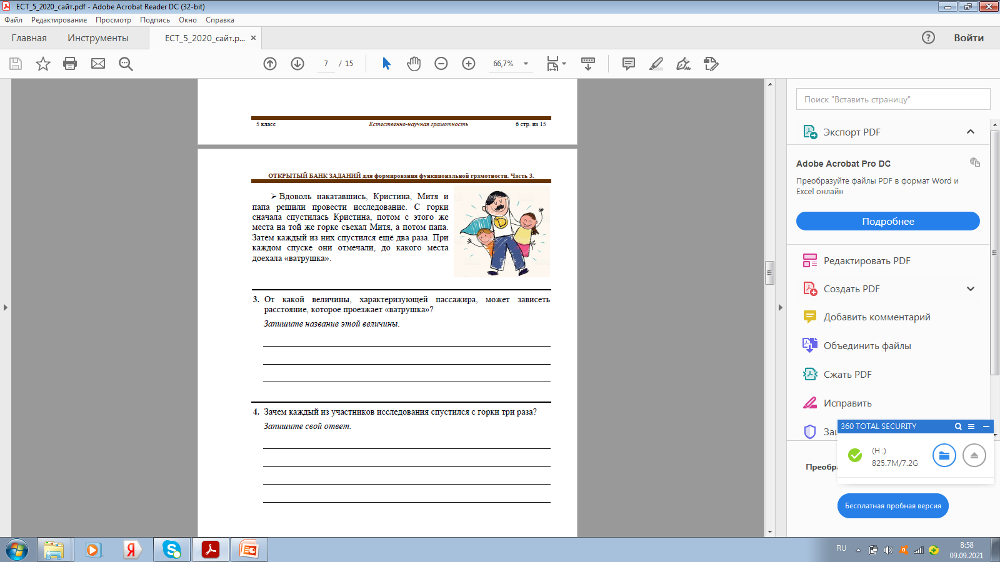 ЕСТ_5_2020_сайт.pdf - Adobe Acrobat Reader DC (32-bit)
Файл Редактирование Просмотр Подпись Окно Справка
Главная Инструменты ЕСТ_5_2020_сайт.p... × Войти
7 / 15 66,7%
5 класс Естественно-научная грамотность 6 стр. из 15
ОТКРЫТЫЙ БАНК ЗАДАНИЙ для формирования функциональной грамотности. Часть 3.
➢ Вдоволь накатавшись, Кристина, Митя и
папа решили провести исследование. С горки
сначала спустилась Кристина, потом с этого же
места на той же горке съехал Митя, а потом папа.
Затем каждый из них спустился ещё два раза. При
каждом спуске они отмечали, до какого места
доехала «ватрушка».
3. От какой величины, характеризующей пассажира, может зависеть
расстояние, которое проезжает «ватрушка»?
Запишите название этой величины.
4. Зачем каждый из участников исследования спустился с горки три раза?
Запишите свой ответ.
Поиск "Вставить страницу"
Экспорт PDF
Adobe Acrobat Pro DC
Преобразуйте файлы PDF в формат Word и
Excel онлайн
Подробнее
Редактировать PDF
Создать PDF
Добавить комментарий
Объединить файлы
Сжать PDF
Исправить
360 TOTAL SECURITY
(H :)
825.7M/7.2G
Бесплатная пробная версия
RU
8:58
09.09.2021